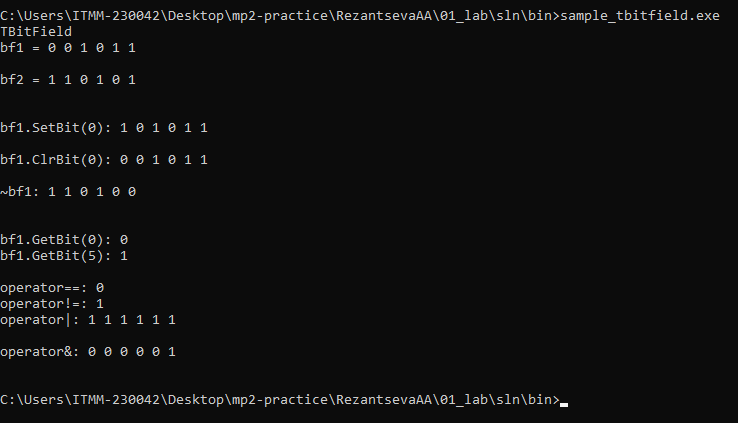 C:\Users\ITMM-230042\Desktop\mp2-practice\RezantsevaAA\01_lab\sln\bin>sample_tbitfield.exe
TBitField
bf1 = 0 0 1 0 1 1
bf2 = 1 1 0 1 0 1
bf1.SetBit(0): 1 0 1 0 1 1
bf1.ClrBit(0): 0 0 1 0 1 1
~bf1: 1 1 0 1 0 0
bf1.GetBit(0): 0
bf1.GetBit(5): 1
operator==: 0
operator!=: 1
operator|: 1 1 1 1 1 1
operator&: 0 0 0 0 0 1
C:\Users\ITMM-230042\Desktop\mp2-practice\RezantsevaAA\01_lab\sln\bin>